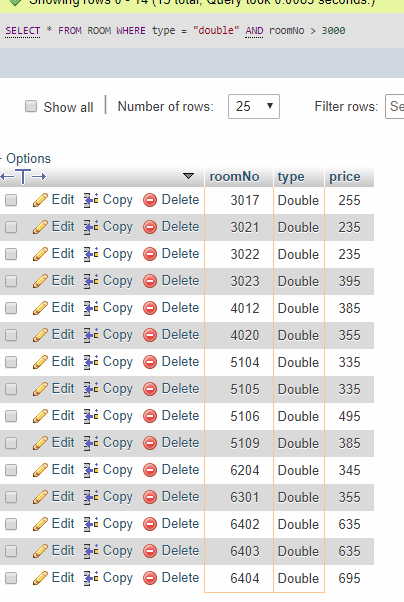 Showing rows 0 - 14 (15 total, Query took 0.0065 seconds.)
SELECT * FROM ROOM WHERE type = "double" AND roomNo > 3000
Show all | Number of rows: 25 Filter rows: Se
+ Options
←T→ roomNo type price
Edit Copy Delete 3017 Double 255
Edit Copy Delete 3021 Double 235
Edit Copy Delete 3022 Double 235
Edit Copy Delete 3023 Double 395
Edit Copy Delete 4012 Double 385
Edit Copy Delete 4020 Double 355
Edit Copy Delete 5104 Double 335
Edit Copy Delete 5105 Double 335
Edit Copy Delete 5106 Double 495
Edit Copy Delete 5109 Double 385
Edit Copy Delete 6204 Double 345
Edit Copy Delete 6301 Double 355
Edit Copy Delete 6402 Double 635
Edit Copy Delete 6403 Double 635
Edit Copy Delete 6404 Double 695